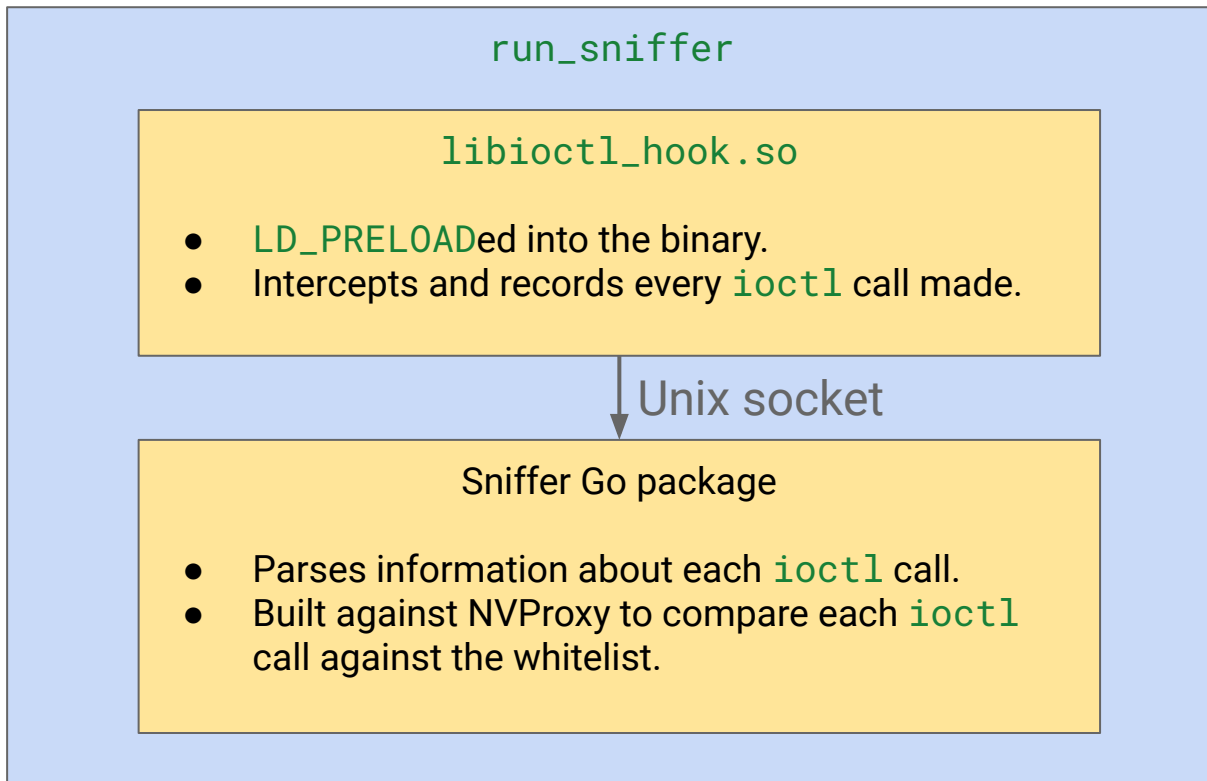 run_sniffer
libioctl_hook.so
● LD_PRELOADed into the binary.
● Intercepts and records every ioctl call made.
Unix socket
Sniffer Go package
● Parses information about each ioctl call.
● Built against NVProxy to compare each ioctl
call against the whitelist.